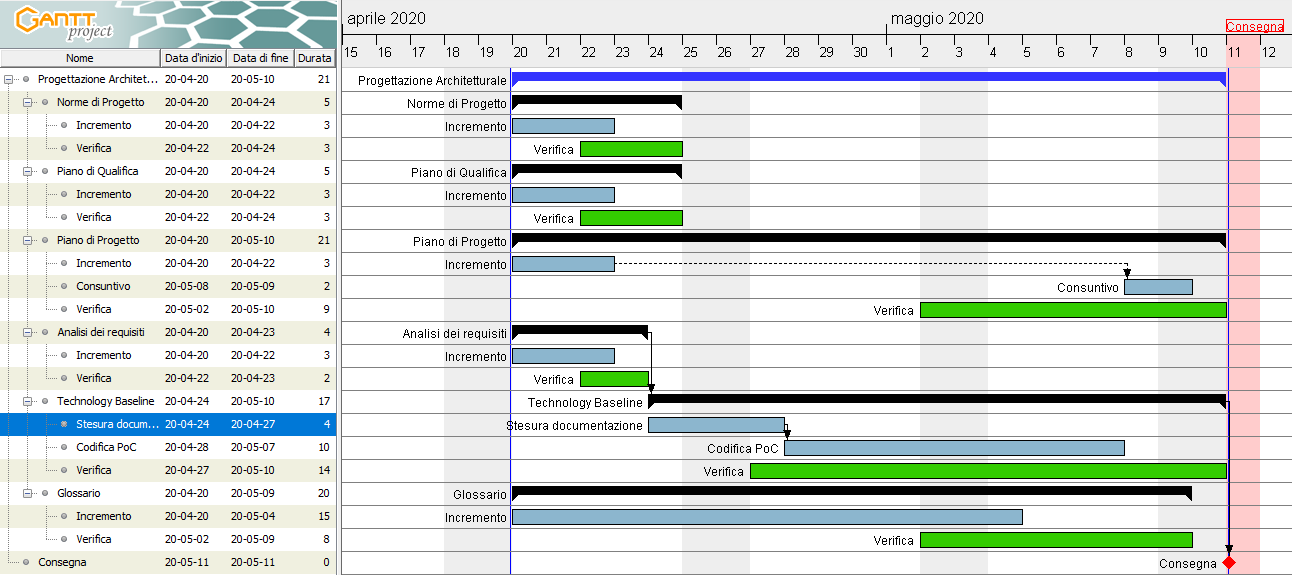 GANTT
project
aprile 2020
maggio 2020
Consegna
15 16 17 18 19 20 21 22 23 24 25 26 27 28 29 30 1 2 3 4 5 6 7 8 9 10 11 12
Nome Data d'inizio Data di fine Durata
Progettazione Architet... 20-04-20 20-05-10 21 Progettazione Architetturale
Norme di Progetto 20-04-20 20-04-24 5 Norme di Progetto
Incremento 20-04-20 20-04-22 3 Incremento
Verifica 20-04-22 20-04-24 3 Verifica
Piano di Qualifica 20-04-20 20-04-24 5 Piano di Qualifica
Incremento 20-04-20 20-04-22 3 Incremento
Verifica 20-04-22 20-04-24 3 Verifica
Piano di Progetto 20-04-20 20-05-10 21 Piano di Progetto
Incremento 20-04-20 20-04-22 3 Incremento
Consuntivo 20-05-08 20-05-09 2 Consuntivo
Verifica 20-05-02 20-05-10 9 Verifica
Analisi dei requisiti 20-04-20 20-04-23 4 Analisi dei requisiti
Incremento 20-04-20 20-04-22 3 Incremento
Verifica 20-04-22 20-04-23 2 Verifica
Technology Baseline 20-04-24 20-05-10 17 Technology Baseline
Stesura docum... 20-04-24 20-04-27 4 Stesura documentazione
Codifica PoC 20-04-28 20-05-07 10 Codifica PoC
Verifica 20-04-27 20-05-10 14 Verifica
Glossario 20-04-20 20-05-09 20 Glossario
Incremento 20-04-20 20-05-04 15 Incremento
Verifica 20-05-02 20-05-09 8 Verifica
Consegna 20-05-11 20-05-11 0 Consegna